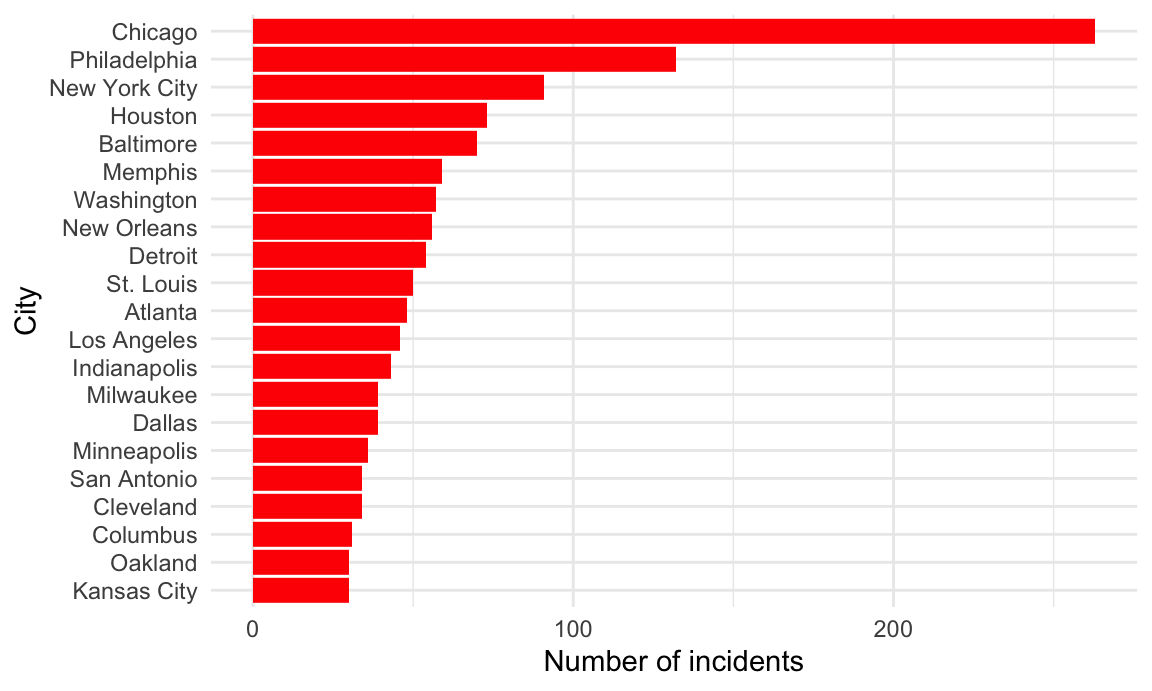 Chicago
Philadelphia
New York City
Houston
Baltimore
Memphis
Washington
New Orleans
Detroit
St. Louis
Atlanta
Los Angeles
Indianapolis
Milwaukee
Dallas
Minneapolis
San Antonio
Cleveland
Columbus
Oakland
Kansas City
City
0 100 200
Number of incidents